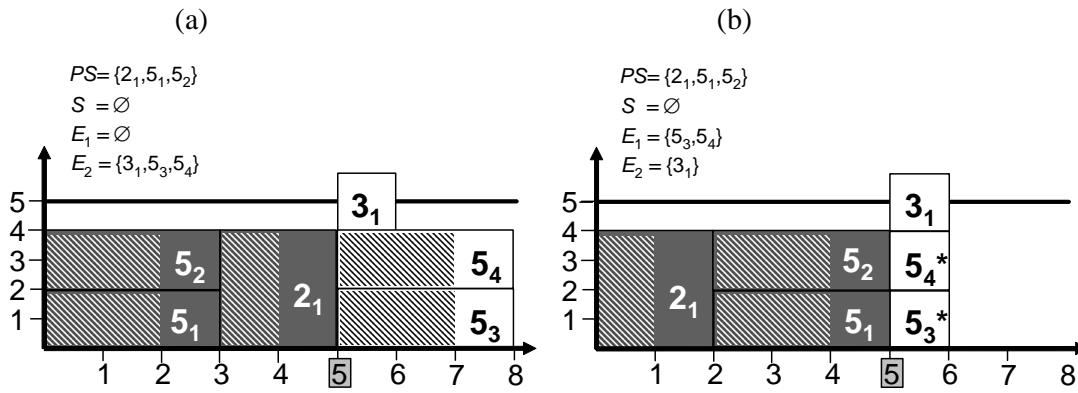 (a)
PS= {2₁,5₁,5₂}
S = ∅
E₁ = ∅
E₂ = {3₁,5₃,5₄}
5
4
3
2
1
3₁
5₂
5₁
2₁
5₄
5₃
1 2 3 4 5 6 7 8
(b)
PS= {2₁,5₁,5₂}
S = ∅
E₁ = {5₃,5₄}
E₂ = {3₁}
5
4
3
2
1
3₁
2₁
5₂
5₁
5₄*
5₃*
1 2 3 4 5 6 7 8